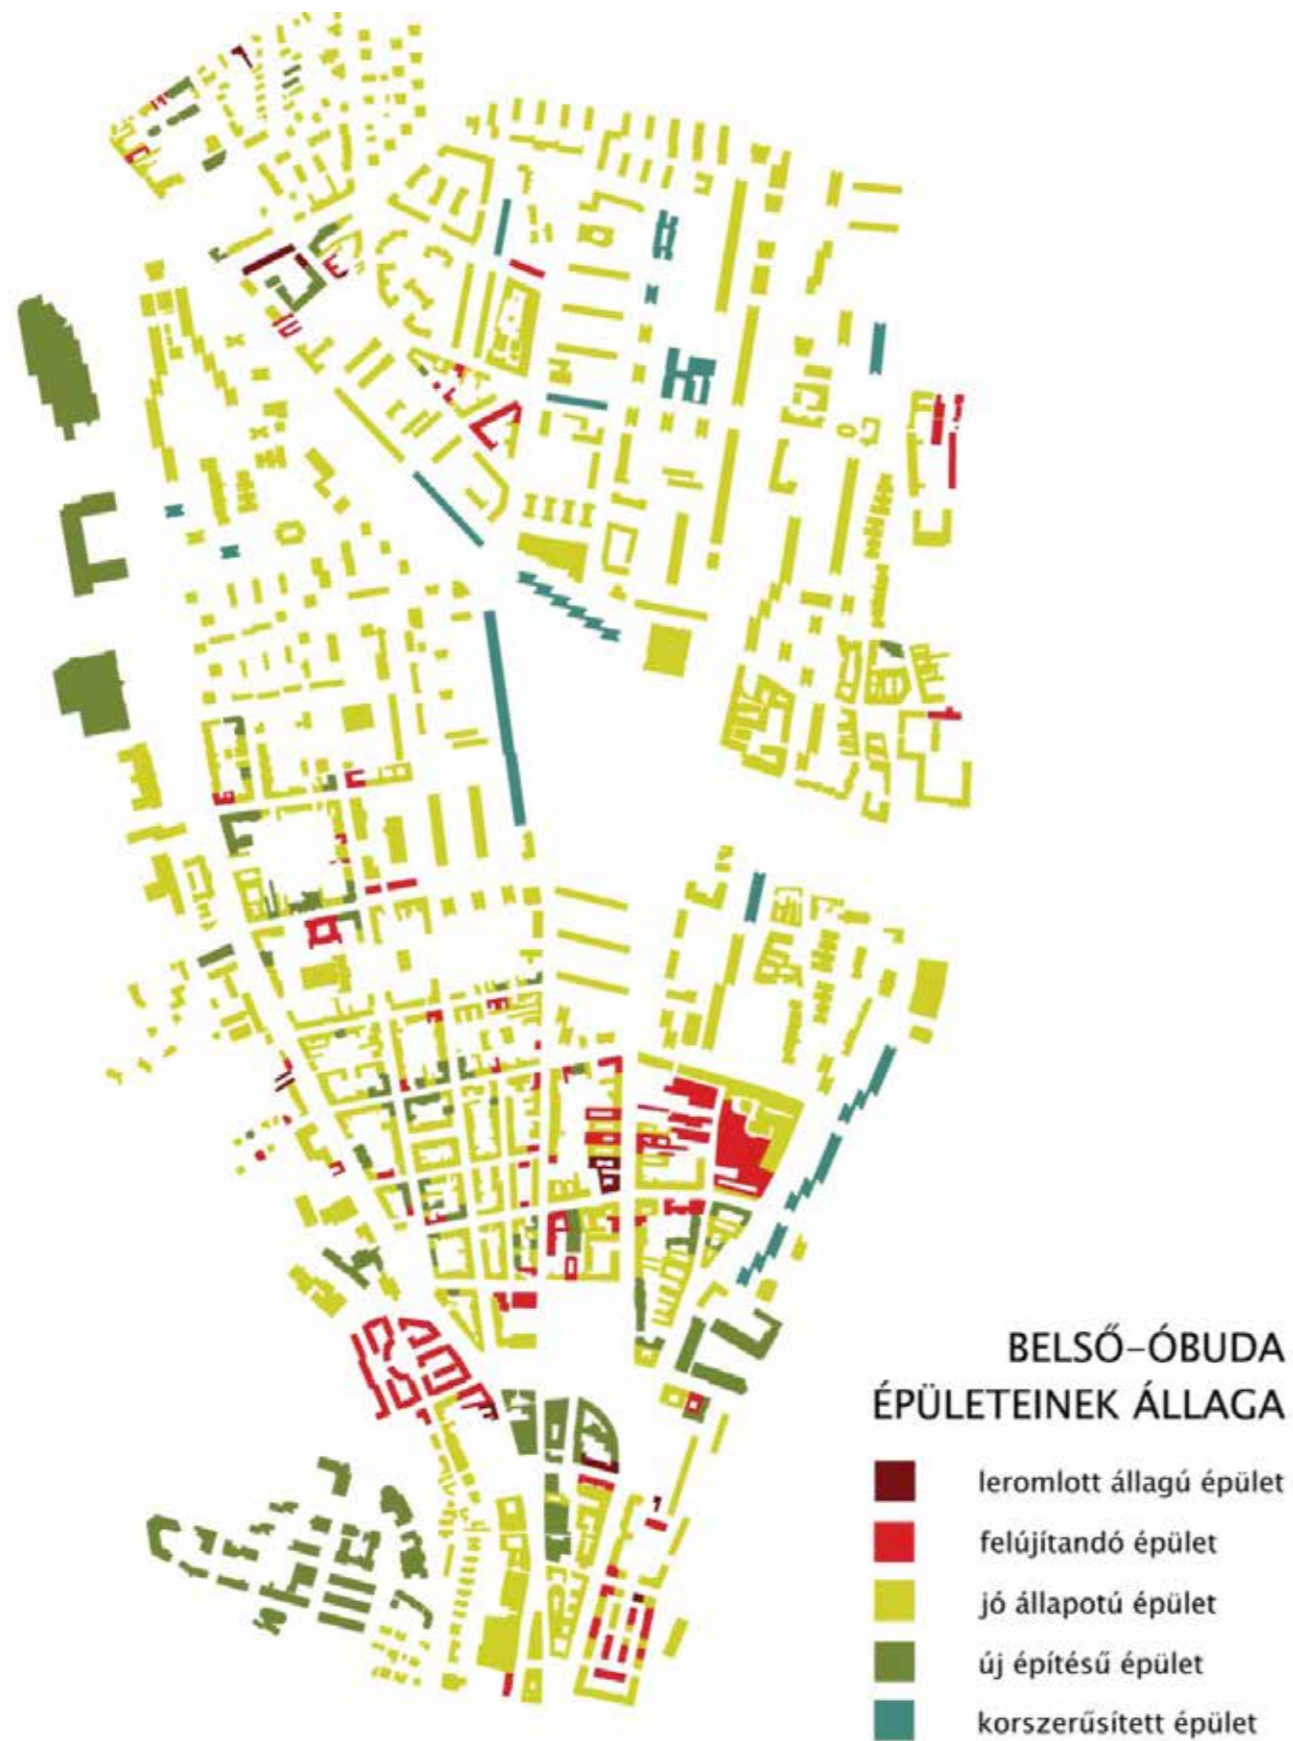 BELSŐ-ÓBUDA
ÉPÜLETEINEK ÁLLAGA
leromlott állagú épület
felújítandó épület
jó állapotú épület
új építésű épület
korszerűsített épület